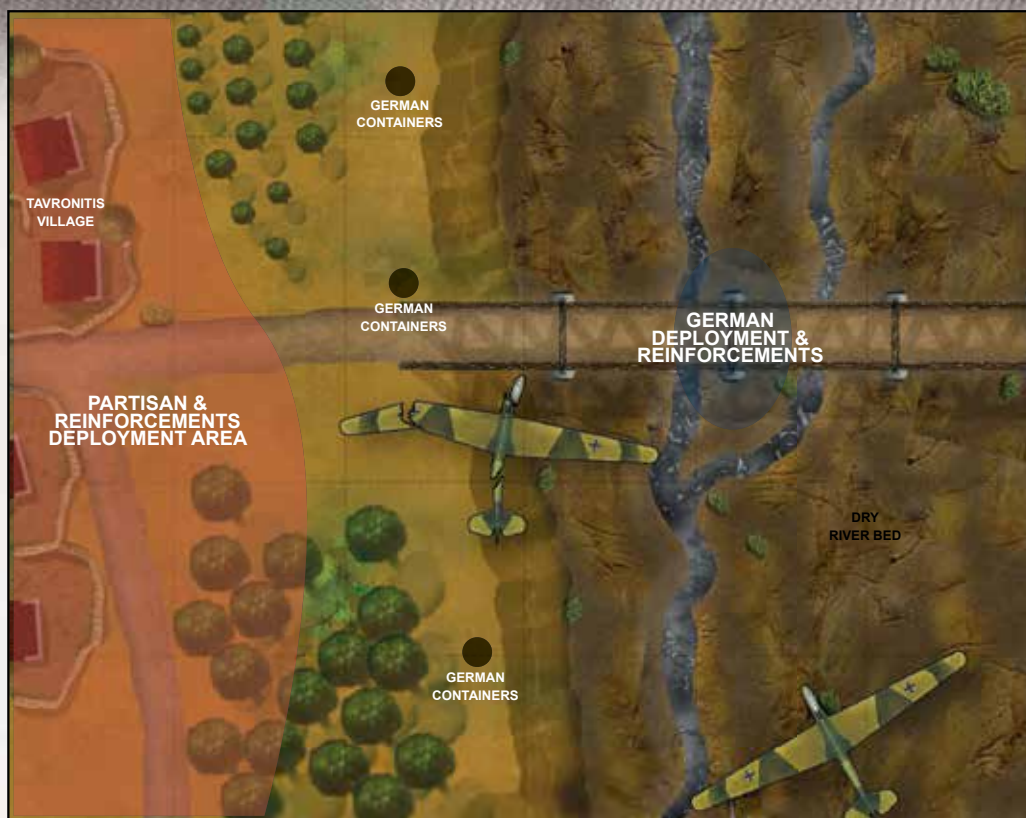 GERMAN
CONTAINERS
TAVRONITIS
VILLAGE
GERMAN
CONTAINERS
GERMAN
DEPLOYMENT &
REINFORCEMENTS
PARTISAN &
REINFORCEMENTS
DEPLOYMENT AREA
DRY
RIVER BED
GERMAN
CONTAINERS